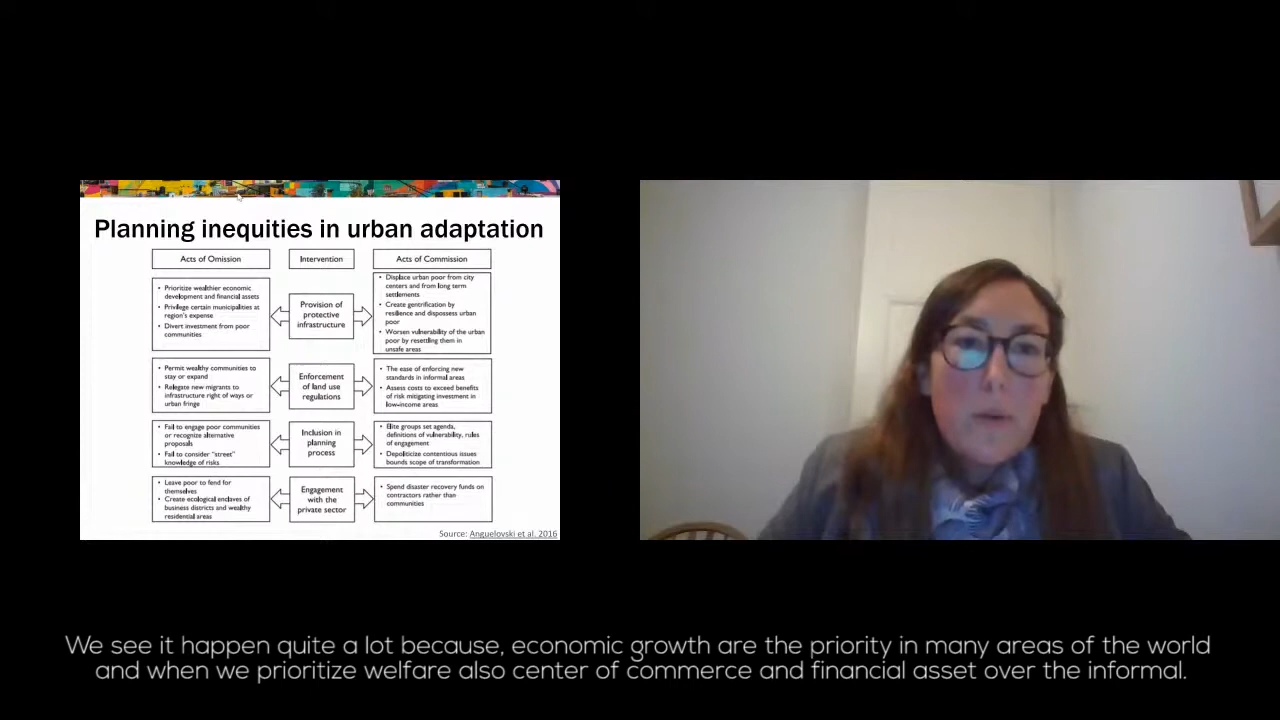 Planning inequities in urban adaptation
Acts of Omission
Intervention
Acts of Commission
• Prioritize wealthier economic
development and financial assets
• Privilege certain municipalities at
region's expense
• Divert investment from poor
communities
Provision of
protective
infrastructure
• Displace urban poor from city
centers and from long term
settlements
• Create gentrification by
resilience and dispossess urban
poor
• Worsen vulnerability of the urban
poor by resettling them in
unsafe areas
• Permit wealthy communities to
stay or expand
• Relegate new migrants to
infrastructure right of ways or
urban fringe
Enforcement
of land use
regulations
• The ease of enforcing new
standards in informal areas
• Assess costs to exceed benefits
of risk mitigating investment in
low-income areas
• Fail to engage poor communities
or recognize alternative
proposals
• Fail to consider "street"
knowledge of risks
Inclusion in
planning
process
• Elite groups set agenda,
definitions of vulnerability, rules
of engagement
• Depoliticize contentious issues
bounds scope of transformation
• Leave poor to fend for
themselves
• Create ecological enclaves of
business districts and wealthy
residential areas
Engagement
with the
private sector
• Spend disaster recovery funds on
contractors rather than
communities
Source: Anguelovski et al. 2016
We see it happen quite a lot because, economic growth are the priority in many areas of the world
and when we prioritize welfare also center of commerce and financial asset over the informal.